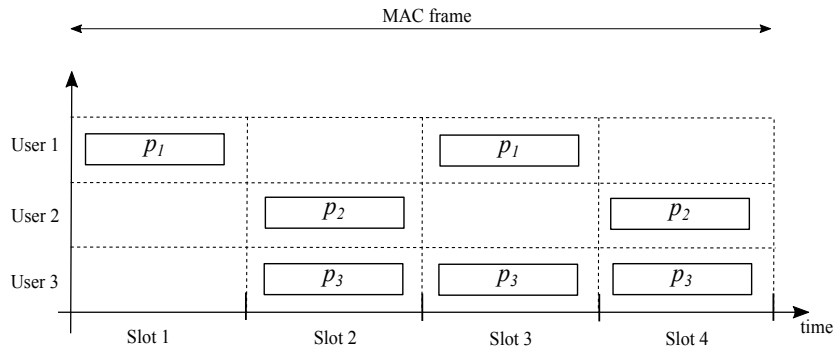 MAC frame
User 1 p1 p1
User 2 p2 p2
User 3 p3 p3 p3
time
Slot 1 Slot 2 Slot 3 Slot 4